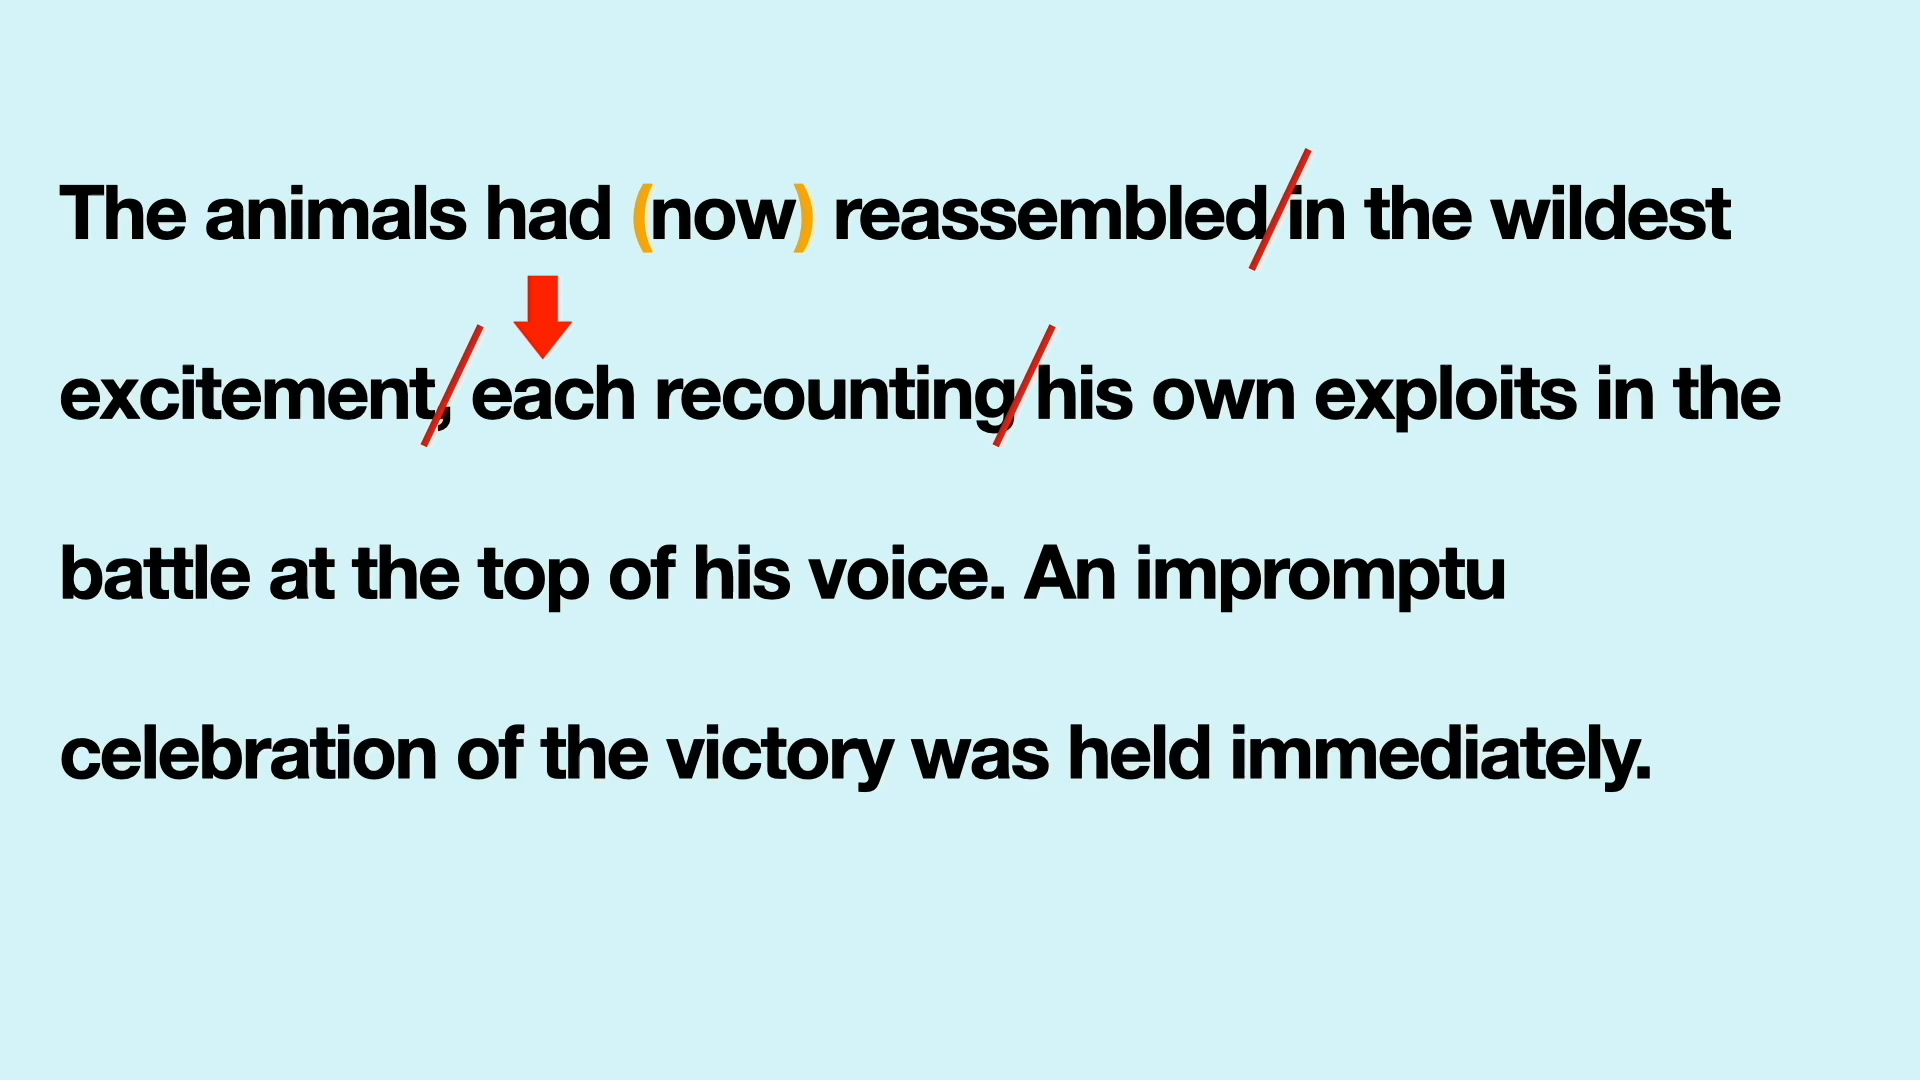 The animals had (now) reassembled/in the wildest
excitement,/ each recounting/his own exploits in the
battle at the top of his voice. An impromptu
celebration of the victory was held immediately.